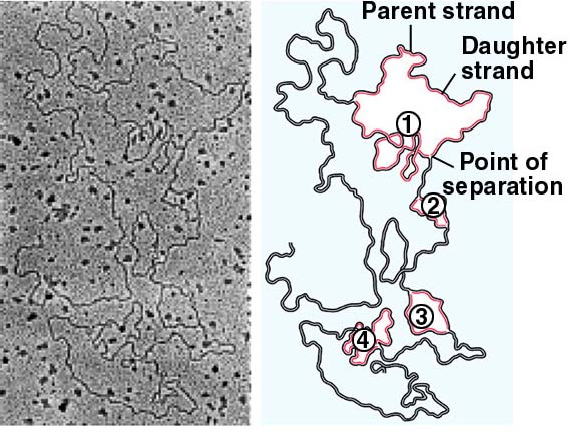 Parent strand
Daughter
strand
1
Point of
separation
2
3
4